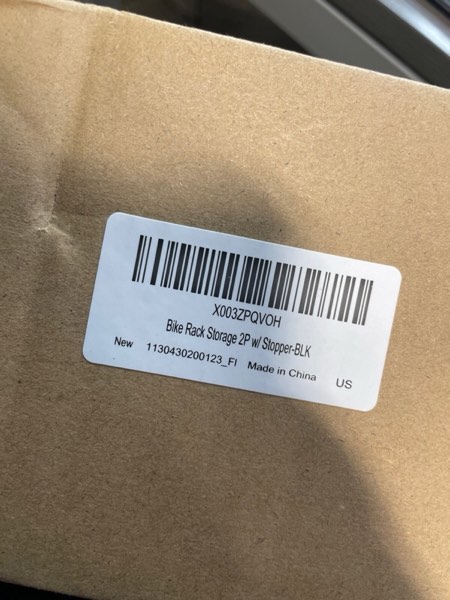 X003ZPQVOH
Bike Rack Storage 2P w/ Stopper-BLK
New 1130430200123_FI Made in China US